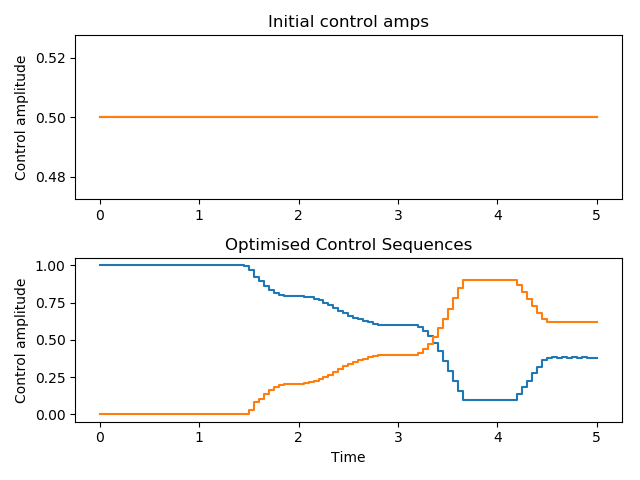 Initial control amps
Control amplitude
0.52
0.50
0.48
0 1 2 3 4 5
Optimised Control Sequences
Control amplitude
1.00
0.75
0.50
0.25
0.00
0 1 2 3 4 5
Time